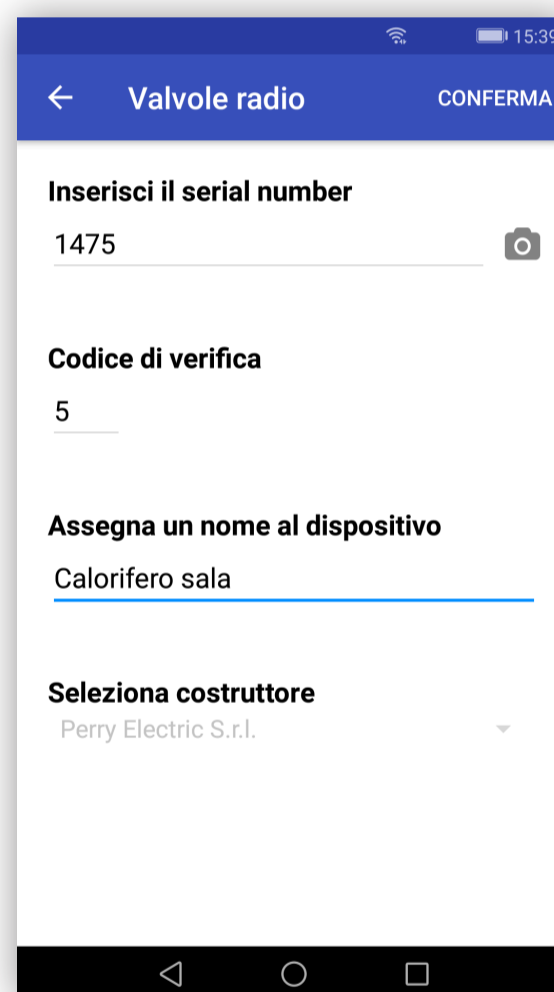 15:39
Valvole radio CONFERMA
Inserisci il serial number
1475
Codice di verifica
5
Assegna un nome al dispositivo
Calorifero sala
Seleziona costruttore
Perry Electric S.r.l.